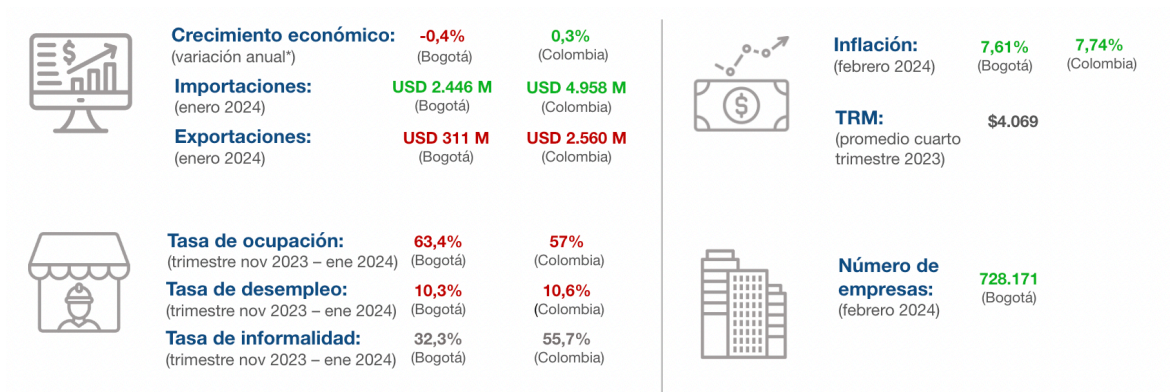 Crecimiento económico: -0,4% 0,3%
(variación anual*) (Bogotá) (Colombia)
Importaciones: USD 2.446 M USD 4.958 M
(enero 2024) (Bogotá) (Colombia)
Exportaciones: USD 311 M USD 2.560 M
(enero 2024) (Bogotá) (Colombia)
Inflación: 7,61% 7,74%
(febrero 2024) (Bogotá) (Colombia)
TRM: $4.069
(promedio cuarto
trimestre 2023)
Tasa de ocupación: 63,4% 57%
(trimestre nov 2023 – ene 2024) (Bogotá) (Colombia)
Tasa de desempleo: 10,3% 10,6%
(trimestre nov 2023 – ene 2024) (Bogotá) (Colombia)
Tasa de informalidad: 32,3% 55,7%
(trimestre nov 2023 – ene 2024) (Bogotá) (Colombia)
Número de
empresas: 728.171
(febrero 2024) (Bogotá)